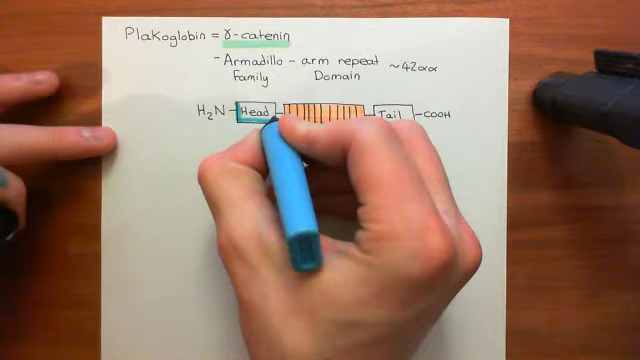 Plakoglobin = γ-catenin
- Armadillo - arm repeat ~42aa
Family Domain
H₂N - Head Tail - COOH